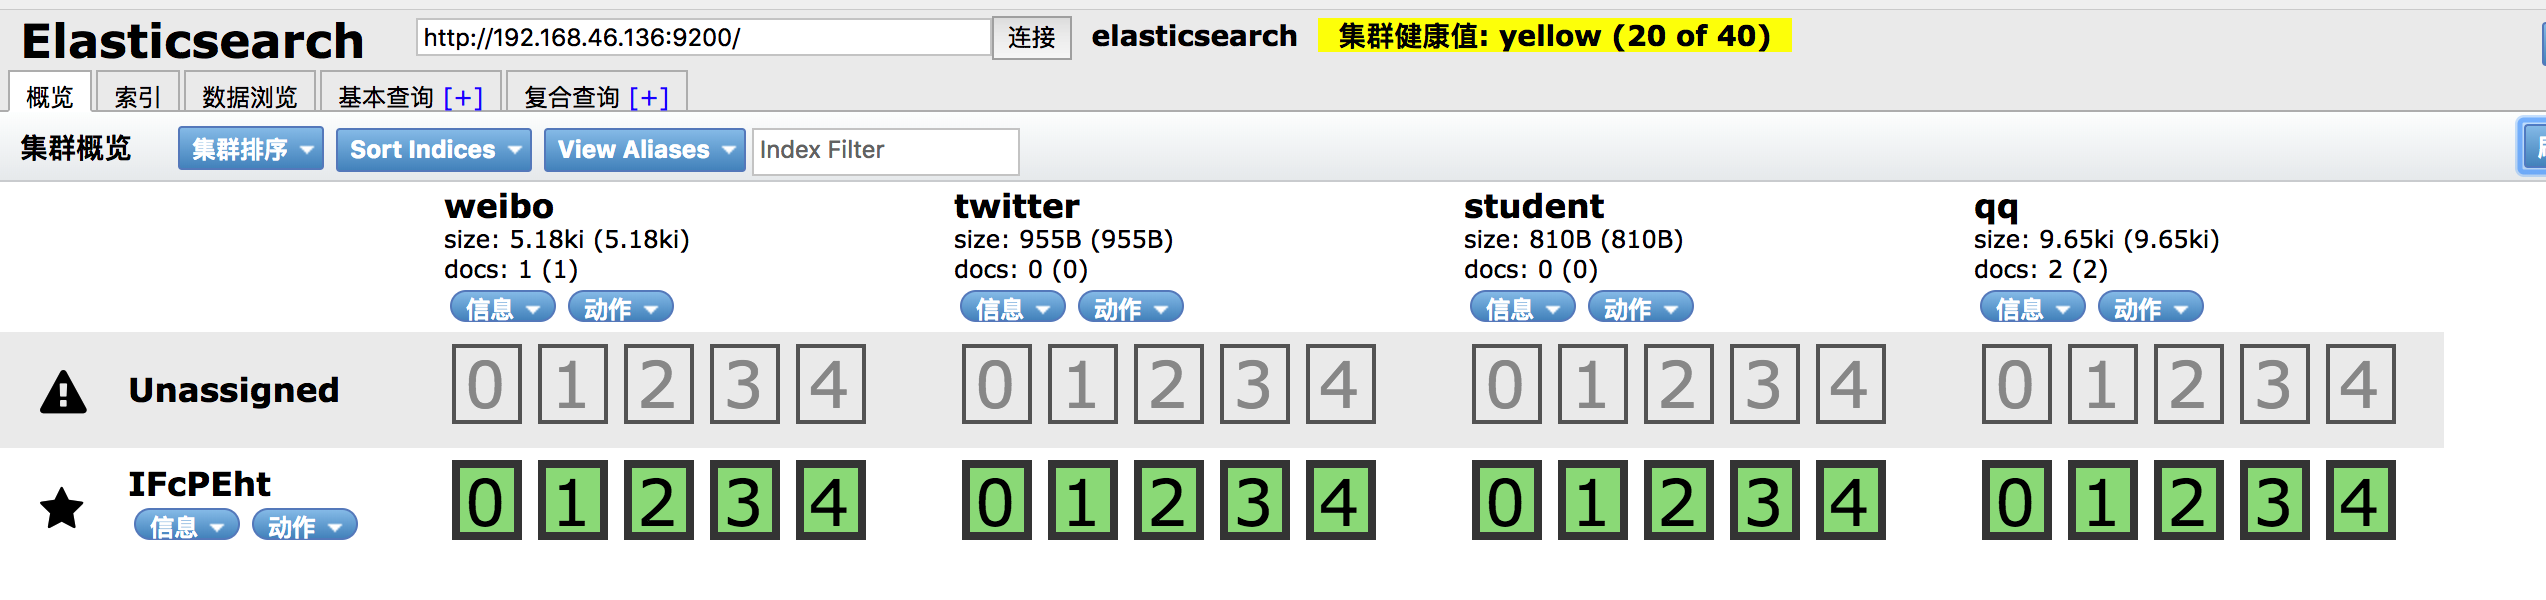 Elasticsearch http://192.168.46.136:9200/ 连接 elasticsearch 集群健康值: yellow (20 of 40)
概览 索引 数据浏览 基本查询 [+] 复合查询 [+]
集群概览 集群排序 Sort Indices View Aliases Index Filter
weibo twitter student qq
size: 5.18ki (5.18ki) size: 955B (955B) size: 810B (810B) size: 9.65ki (9.65ki)
docs: 1 (1) docs: 0 (0) docs: 0 (0) docs: 2 (2)
信息 动作 信息 动作 信息 动作 信息 动作
Unassigned 0 1 2 3 4 0 1 2 3 4 0 1 2 3 4 0 1 2 3 4
IFcPEht 0 1 2 3 4 0 1 2 3 4 0 1 2 3 4 0 1 2 3 4
信息 动作